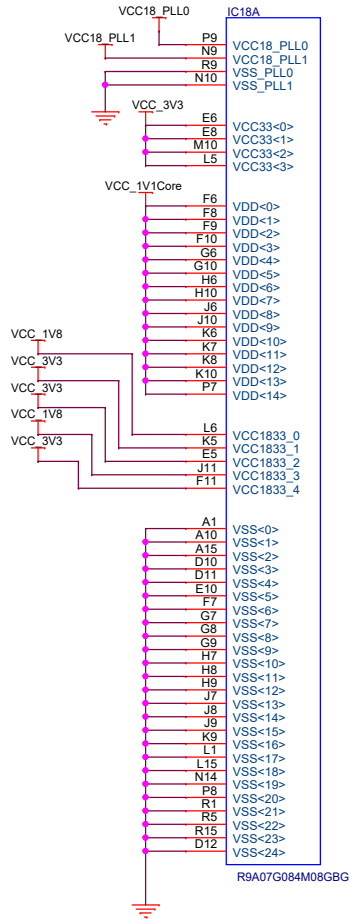 VCC18_PLL0
IC18A
VCC18_PLL1
P9 VCC18_PLL0
N9 VCC18_PLL1
R9 VSS_PLL0
N10 VSS_PLL1
VCC_3V3
E6 VCC33<0>
E8 VCC33<1>
M10 VCC33<2>
L5 VCC33<3>
VCC_1V1Core
F6 VDD<0>
F8 VDD<1>
F9 VDD<2>
F10 VDD<3>
G6 VDD<4>
G10 VDD<5>
H6 VDD<6>
H10 VDD<7>
J6 VDD<8>
J10 VDD<9>
K6 VDD<10>
K7 VDD<11>
K8 VDD<12>
K10 VDD<13>
P7 VDD<14>
VCC_1V8
VCC_3V3
VCC_3V3
VCC_1V8
VCC_3V3
L6 VCC1833_0
K5 VCC1833_1
E5 VCC1833_2
J11 VCC1833_3
F11 VCC1833_4
A1 VSS<0>
A10 VSS<1>
A15 VSS<2>
D10 VSS<3>
D11 VSS<4>
E10 VSS<5>
F7 VSS<6>
G7 VSS<7>
G8 VSS<8>
G9 VSS<9>
H7 VSS<10>
H8 VSS<11>
H9 VSS<12>
J7 VSS<13>
J8 VSS<14>
J9 VSS<15>
K9 VSS<16>
L1 VSS<17>
L15 VSS<18>
N14 VSS<19>
P8 VSS<20>
R1 VSS<21>
R5 VSS<22>
R15 VSS<23>
D12 VSS<24>
R9A07G084M08GBG